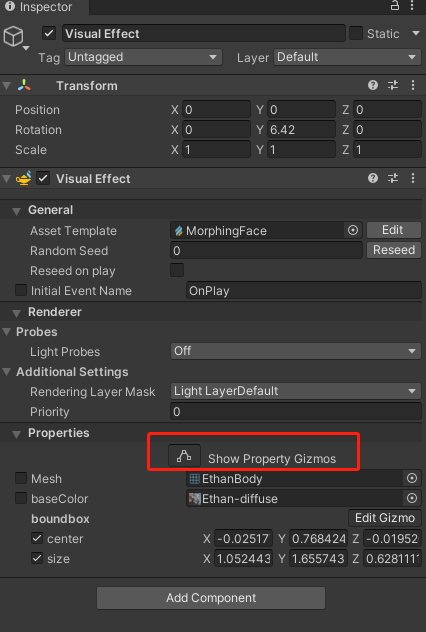 Inspector
Visual Effect Static
Tag Untagged Layer Default
Transform
Position X 0 Y 0 Z 0
Rotation X 0 Y 6.42 Z 0
Scale X 1 Y 1 Z 1
Visual Effect
General
Asset Template MorphingFace Edit
Random Seed 0 Reseed
Reseed on play
Initial Event Name OnPlay
Renderer
Probes
Light Probes Off
Additional Settings
Rendering Layer Mask Light LayerDefault
Priority 0
Properties
Show Property Gizmos
Mesh EthanBody
baseColor Ethan-diffuse
boundbox Edit Gizmo
center X -0.02517 Y 0.768424 Z -0.01952
size X 1.052443 Y 1.655743 Z 0.628111
Add Component